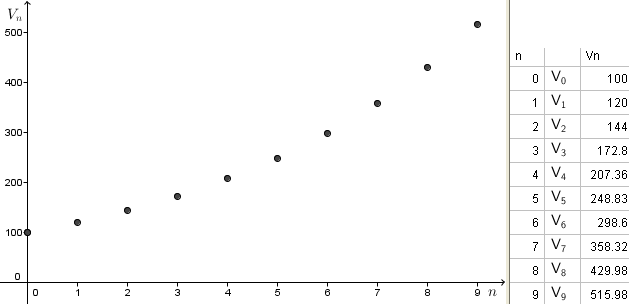 Vn
500
400
300
200
100
0
0 1 2 3 4 5 6 7 8 9 n
n Vn
0 V0 100
1 V1 120
2 V2 144
3 V3 172.8
4 V4 207.36
5 V5 248.83
6 V6 298.6
7 V7 358.32
8 V8 429.98
9 V9 515.98